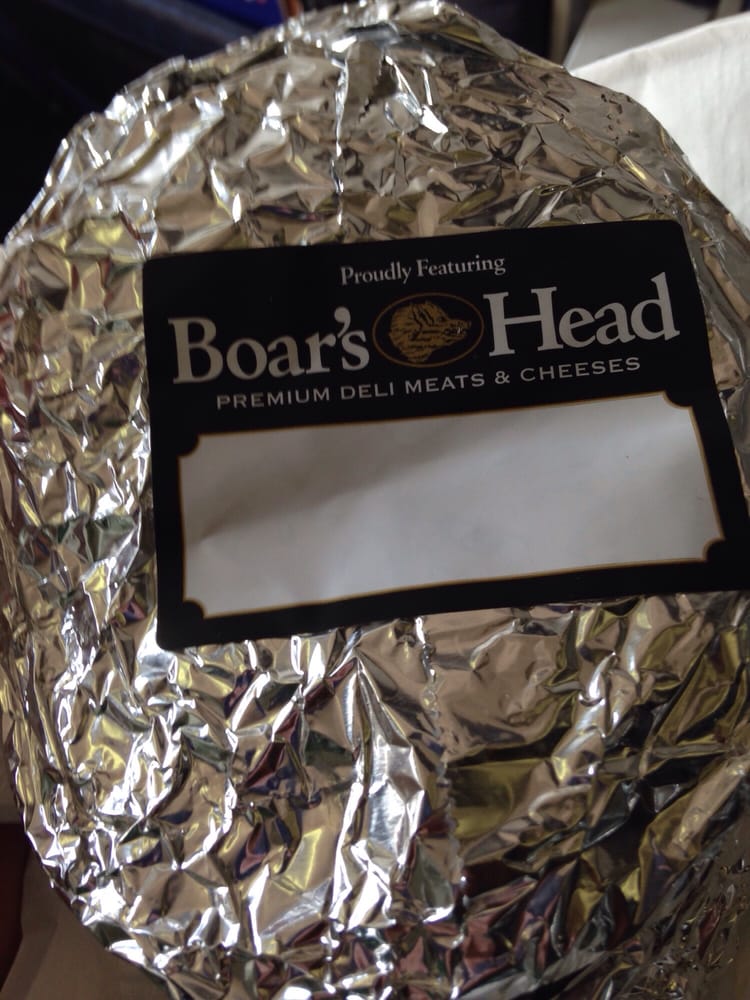 Proudly Featuring
Boar's Head
PREMIUM DELI MEATS & CHEESES